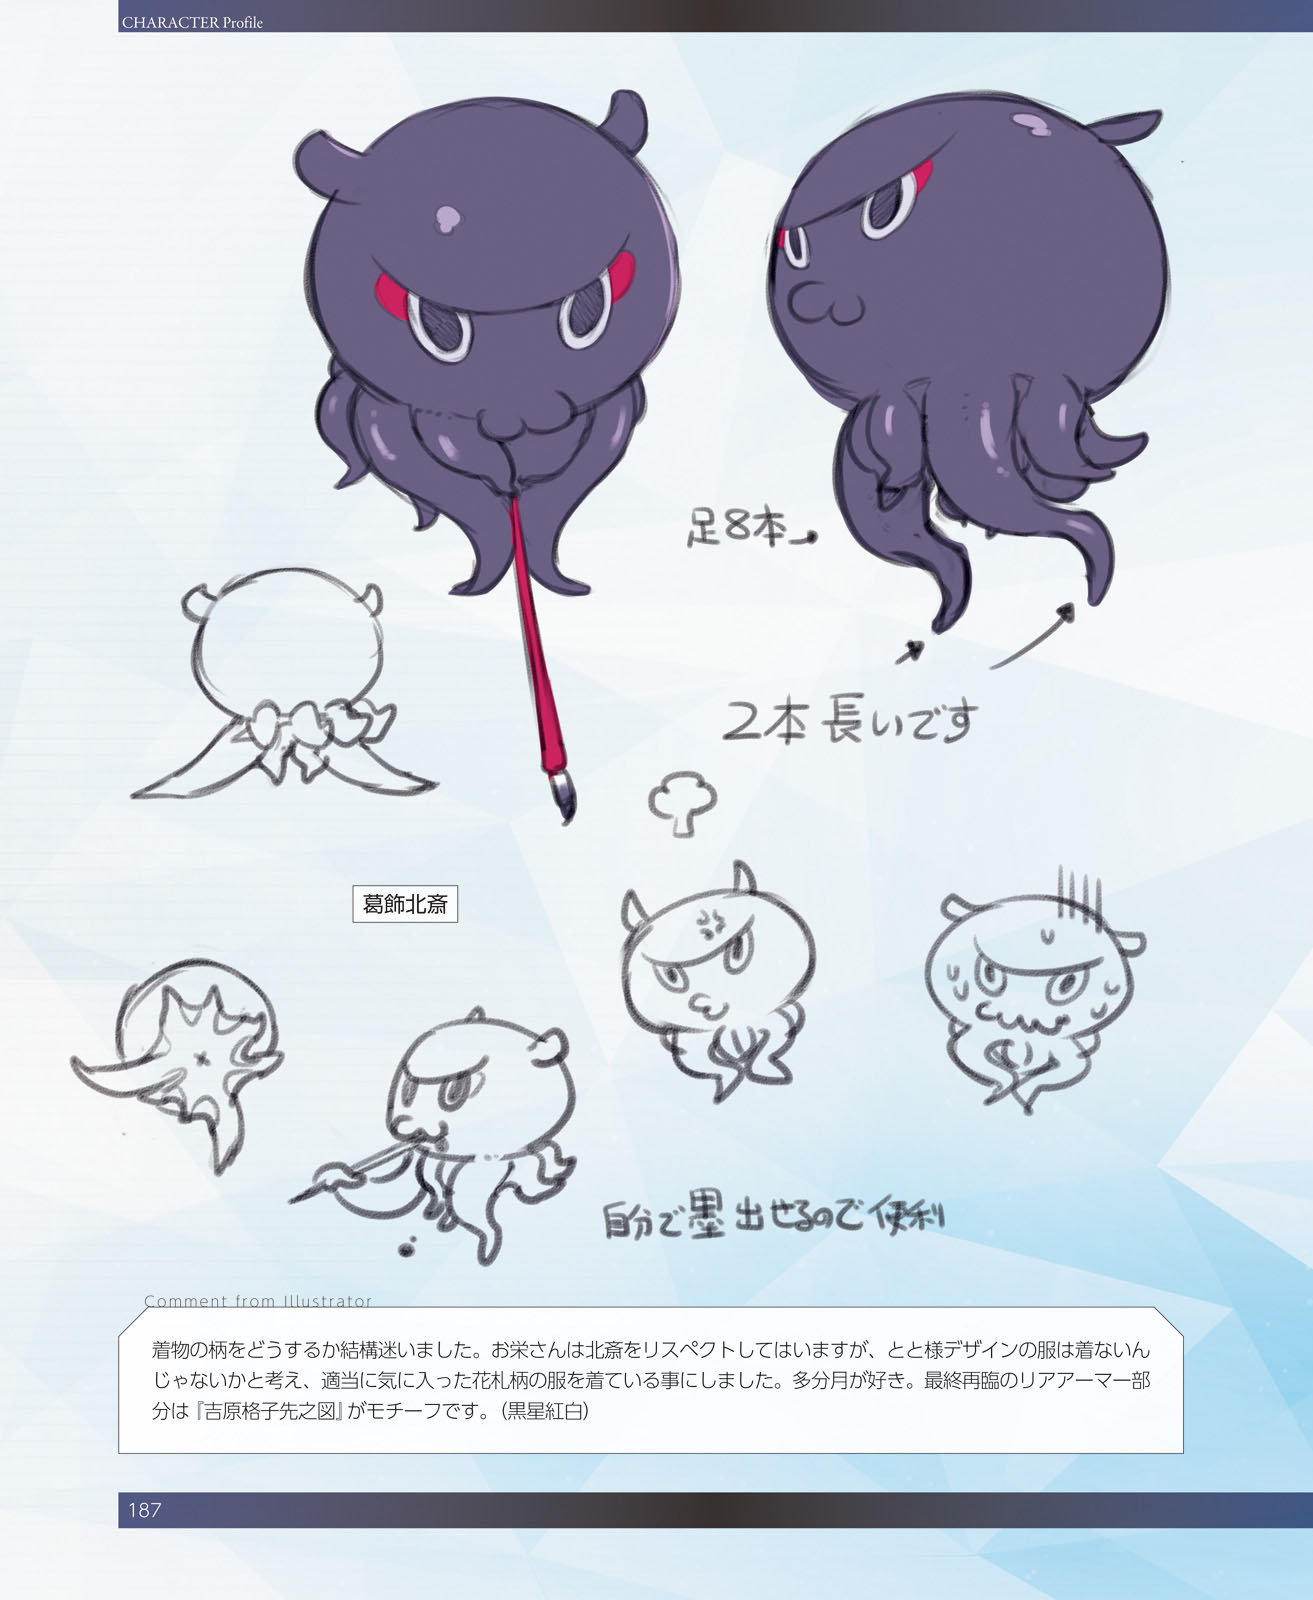 CHARACTER Profile
足8本
2本長いです
葛飾北斎
自分で墨出せるので便利
Comment from Illustrator
着物の柄をどうするか結構迷いました。お栄さんは北斎をリスペクトしてはいますが、とと様デザインの服は着ないん
じゃないかと考え、適当に気に入った花札柄の服を着ている事にしました。多分月が好き。最終再臨のリアアーマー部
分は『吉原格子先之図』がモチーフです。（黒星紅白）
187